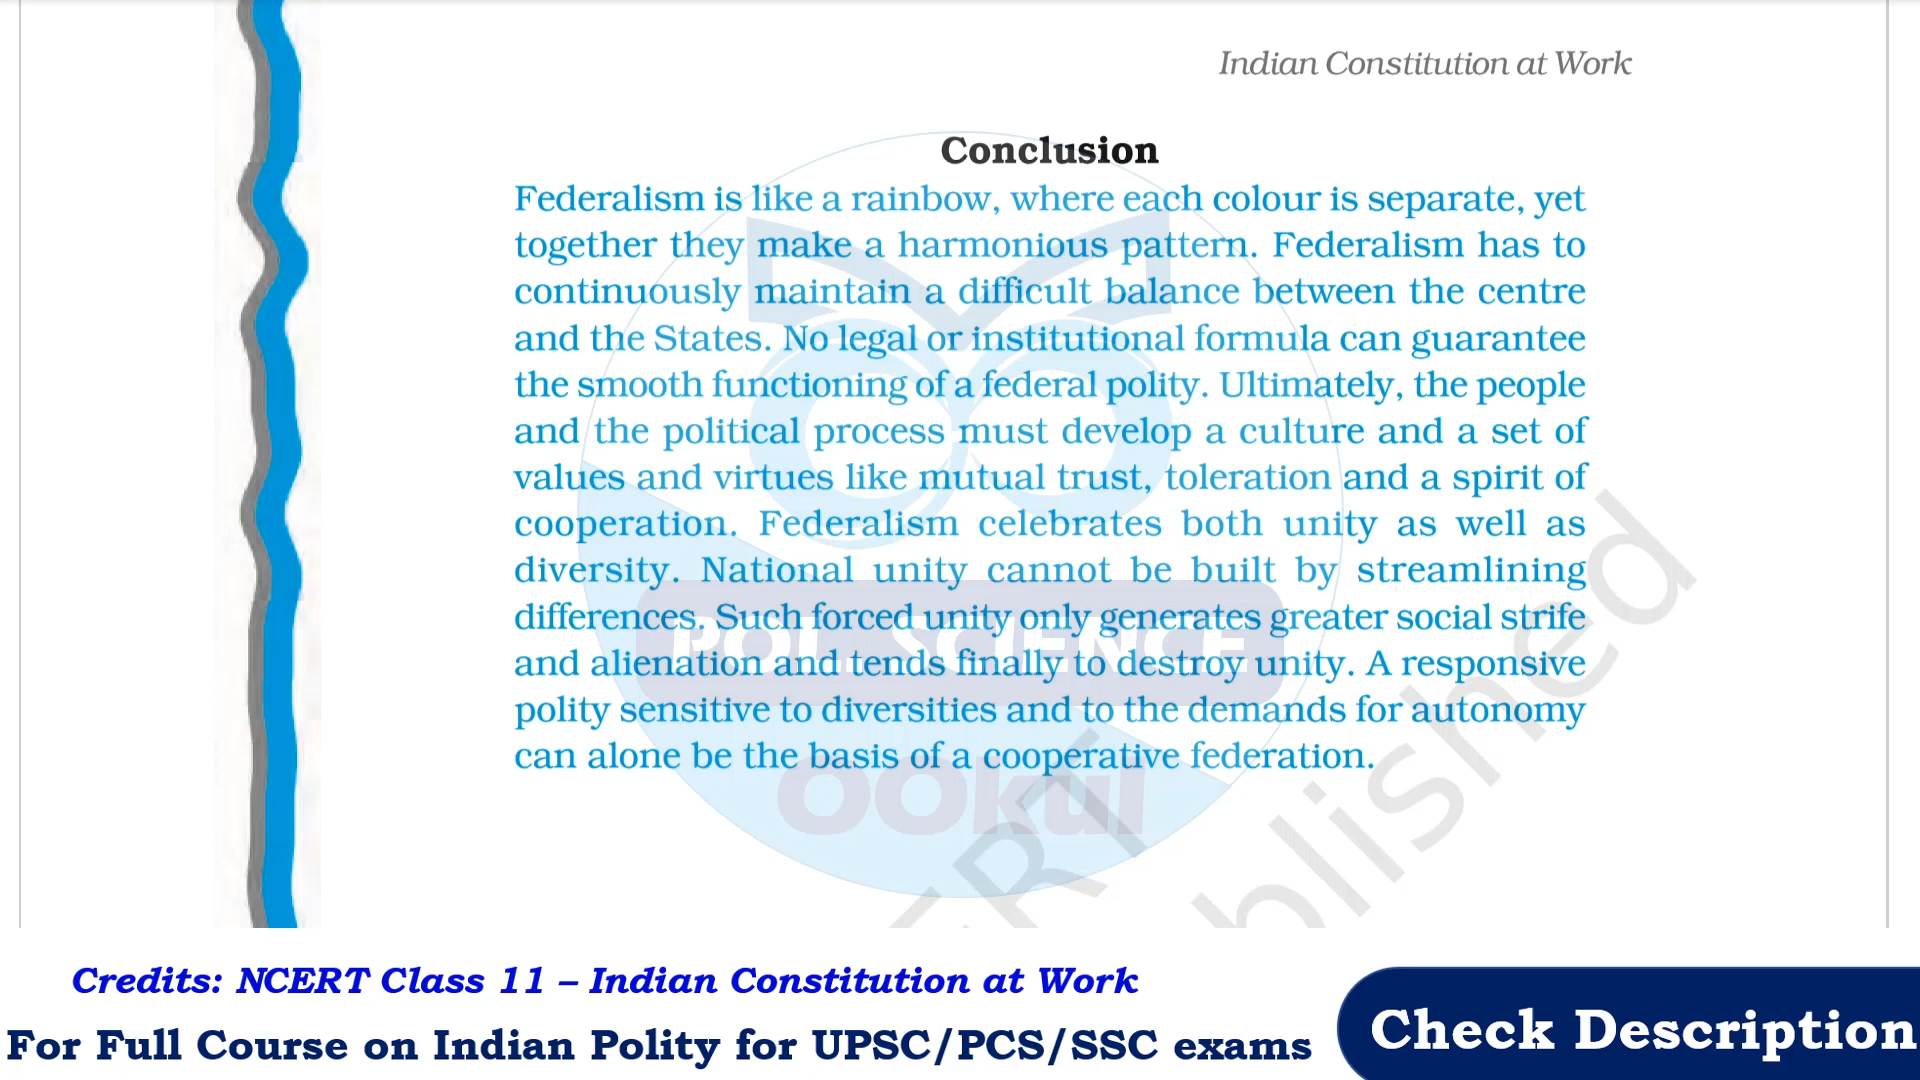 Indian Constitution at Work
Conclusion
Federalism is like a rainbow, where each colour is separate, yet
together they make a harmonious pattern. Federalism has to
continuously maintain a difficult balance between the centre
and the States. No legal or institutional formula can guarantee
the smooth functioning of a federal polity. Ultimately, the people
and the political process must develop a culture and a set of
values and virtues like mutual trust, toleration and a spirit of
cooperation. Federalism celebrates both unity as well as
diversity. National unity cannot be built by streamlining
differences. Such forced unity only generates greater social strife
and alienation and tends finally to destroy unity. A responsive
polity sensitive to diversities and to the demands for autonomy
can alone be the basis of a cooperative federation.
POLL SCIENCE
OOkul
ERT
blished
Credits: NCERT Class 11 – Indian Constitution at Work
For Full Course on Indian Polity for UPSC/PCS/SSC exams
Check Description